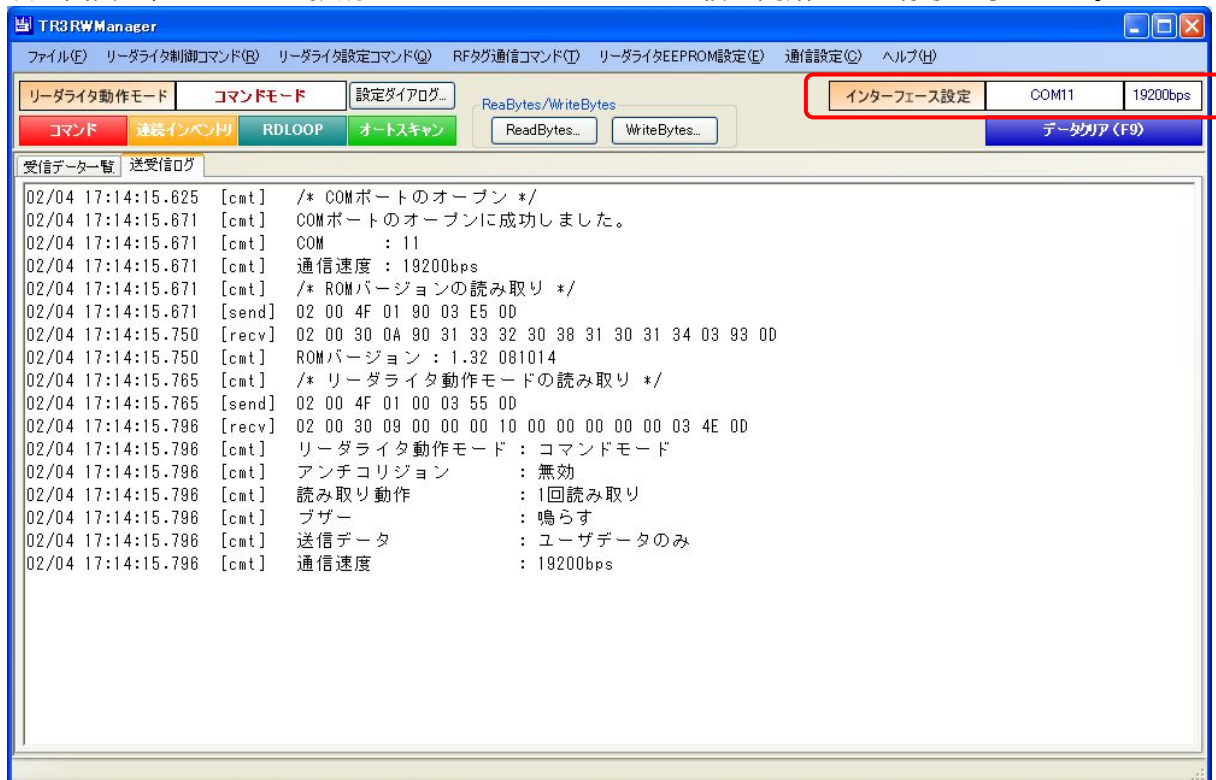 TR3RWManager
ファイル(F) リーダライタ制御コマンド(R) リーダライタ設定コマンド(Q) RFタグ通信コマンド(T) リーダライタEEPROM設定(E) 通信設定(C) ヘルプ(H)
リーダライタ動作モード コマンドモード 設定ダイアログ... ReaBytes/WriteBytes インターフェース設定 COM11 19200bps
コマンド 連続インベントリ RDLOOP オートスキャン ReadBytes... WriteBytes... データクリア(F9)
受信データ一覧 送受信ログ
02/04 17:14:15.625 [cmt] /* COMポートのオープン */
02/04 17:14:15.671 [cmt] COMポートのオープンに成功しました。
02/04 17:14:15.671 [cmt] COM : 11
02/04 17:14:15.671 [cmt] 通信速度 : 19200bps
02/04 17:14:15.671 [cmt] /* ROMバージョンの読み取り */
02/04 17:14:15.671 [send] 02 00 4F 01 90 03 E5 0D
02/04 17:14:15.750 [recv] 02 00 30 0A 90 31 33 32 30 38 31 30 31 34 03 93 0D
02/04 17:14:15.750 [cmt] ROMバージョン : 1.32 081014
02/04 17:14:15.765 [cmt] /* リーダライタ動作モードの読み取り */
02/04 17:14:15.765 [send] 02 00 4F 01 00 03 55 0D
02/04 17:14:15.796 [recv] 02 00 30 09 00 00 00 10 00 00 00 00 00 03 4E 0D
02/04 17:14:15.796 [cmt] リーダライタ動作モード : コマンドモード
02/04 17:14:15.796 [cmt] アンチコリジョン : 無効
02/04 17:14:15.796 [cmt] 読み取り動作 : 1回読み取り
02/04 17:14:15.796 [cmt] ブザー : 鳴らす
02/04 17:14:15.796 [cmt] 送信データ : ユーザデータのみ
02/04 17:14:15.796 [cmt] 通信速度 : 19200bps